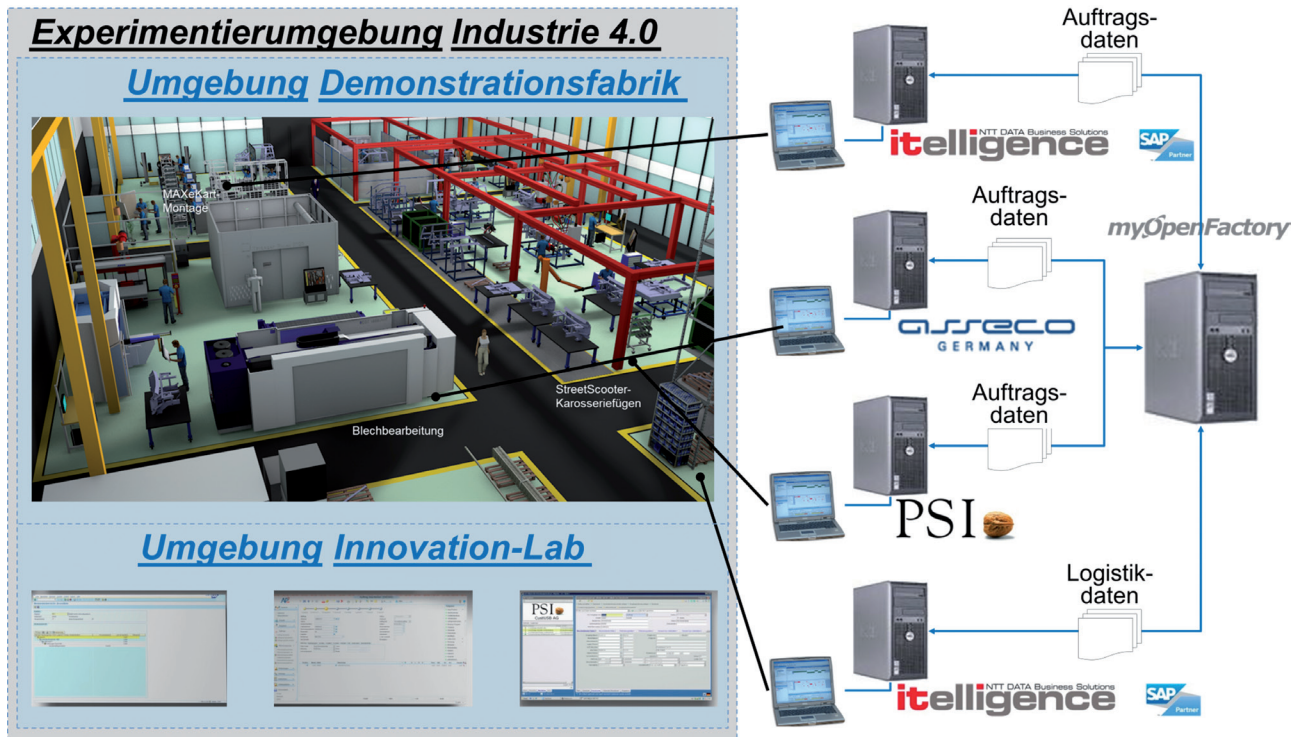 Experimentierumgebung Industrie 4.0
Umgebung Demonstrationsfabrik
MAXeKart-
Montage
StreetScooter-
Karosseriefügen
Blechbearbeitung
Umgebung Innovation-Lab
PSI
Auftrags-
daten
NTT DATA Business Solutions
itelligence
SAP
Partner
myOpenFactory
Auftrags-
daten
asseco
GERMANY
Auftrags-
daten
PSI
Logistik-
daten
NTT DATA Business Solutions
itelligence
SAP
Partner